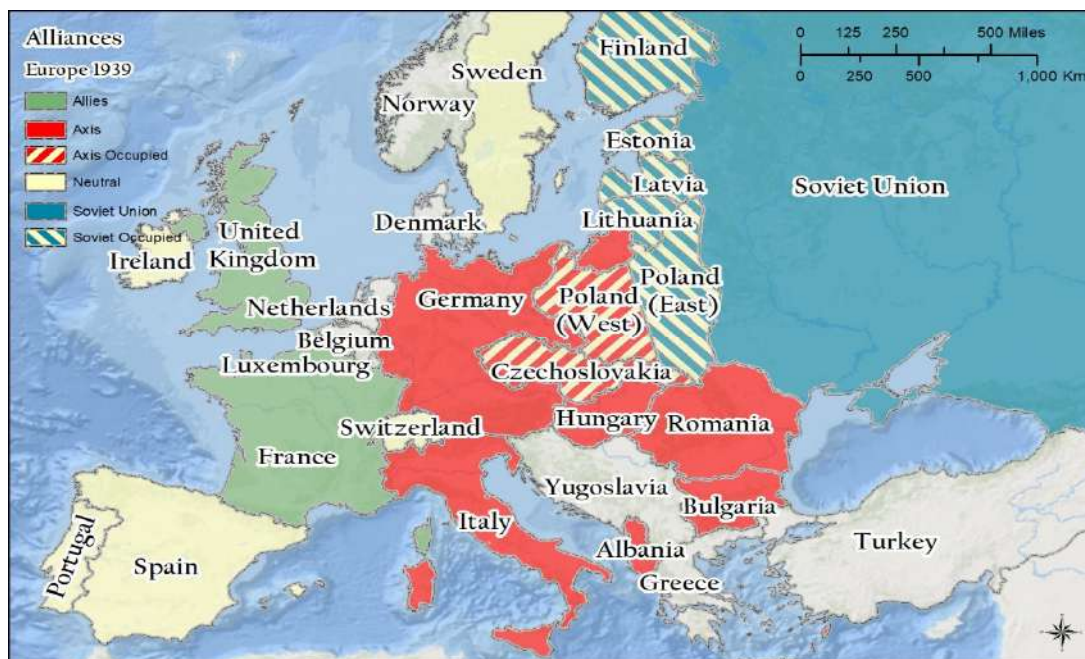 Alliances
Europe 1939
Allies
Axis
Axis Occupied
Neutral
Soviet Union
Soviet Occupied
0 125 250 500 Miles
0 250 500 1,000 Km
Finland
Sweden
Norway
Estonia
Latvia
Soviet Union
Lithuania
Denmark
United
Kingdom
Ireland
Netherlands
Germany
Poland
(West)
Poland
(East)
Belgium
Luxembourg
Czechoslovakia
Switzerland
Hungary
Romania
France
Yugoslavia
Bulgaria
Italy
Albania
Turkey
Greece
Portugal
Spain